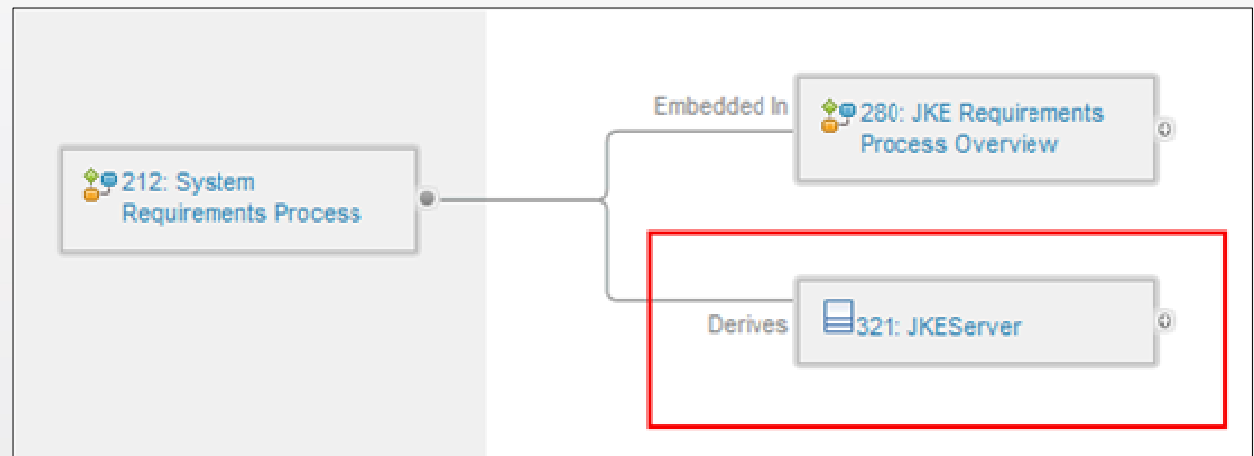 Embedded In
280: JKE Requirements
Process Overview
212: System
Requirements Process
Derives
321: JKEServer